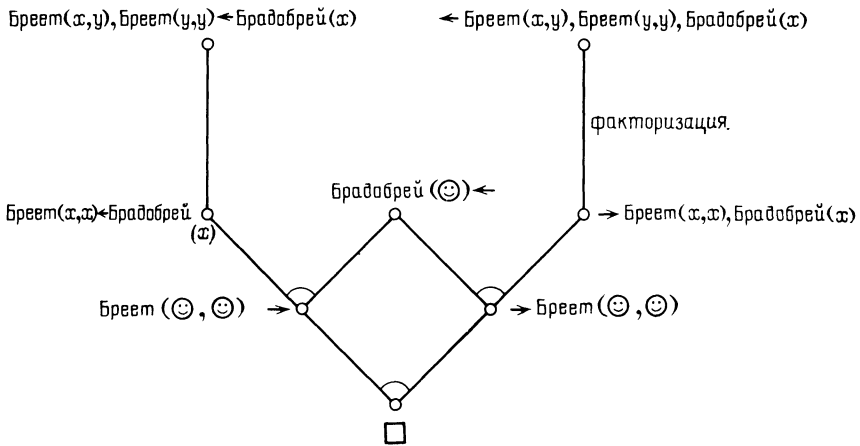 Бреет(x,y), Бреет(y,y)←Брадобрей(x)
← Бреет(x,y), Бреет(y,y), Брадобрей(x)
факторизация.
Брадобрей (☺)←
Бреет(x,x)←Брадобрей
(x)
→ Бреет(x,x), Брадобрей(x)
Бреет (☺,☺) →
→ Бреет (☺,☺)
□